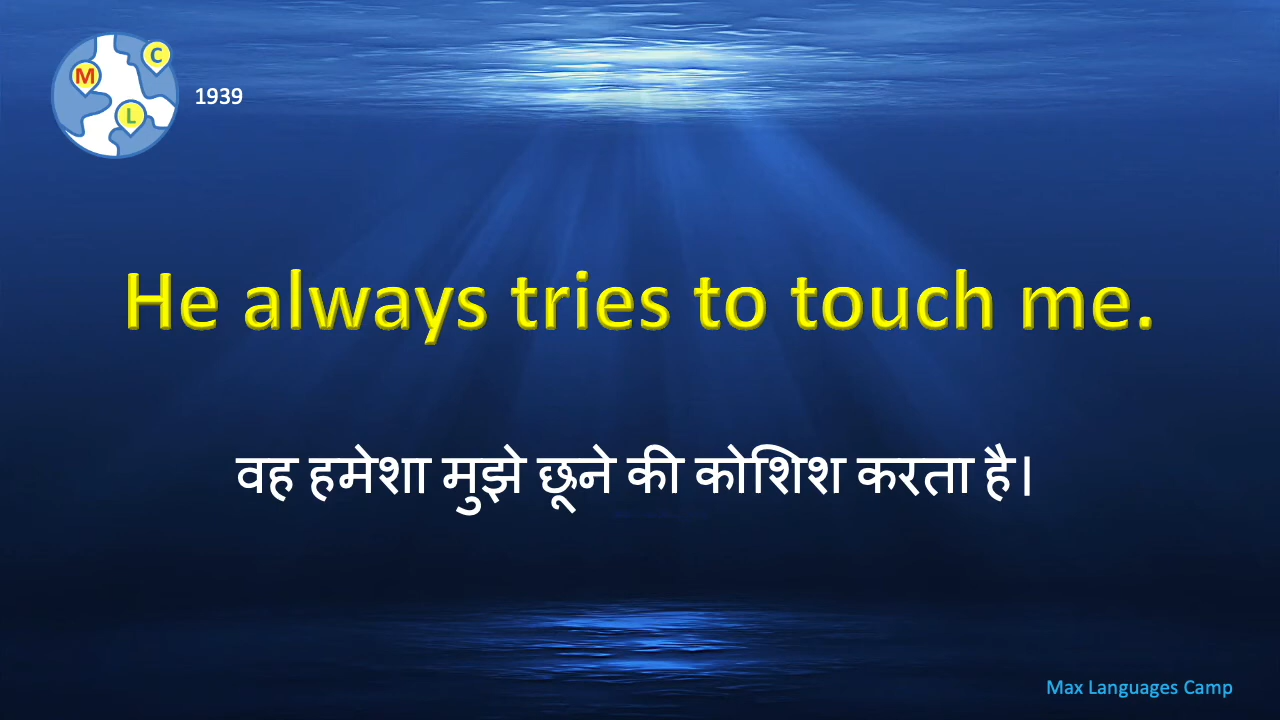 C
M
L
1939
He always tries to touch me.
वह हमेशा मुझे छूने की कोशिश करता है।
Max Languages Camp